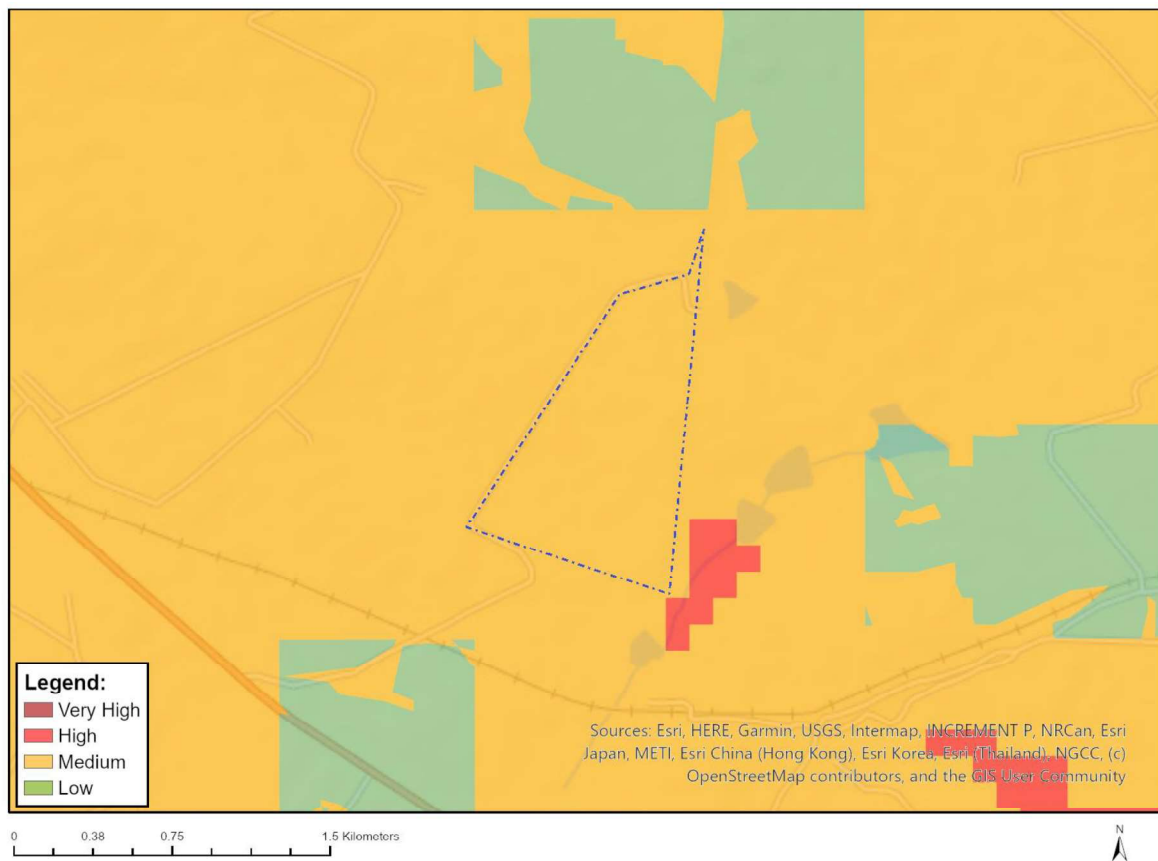 Legend:
Very High
High
Medium
Low
Sources: Esri, HERE, Garmin, USGS, Intermap, INCREMENT P, NRCan, Esri
Japan, METI, Esri China (Hong Kong), Esri Korea, Esri (Thailand), NGCC, (c)
OpenStreetMap contributors, and the GIS User Community
0 0.38 0.75 1.5 Kilometers
N